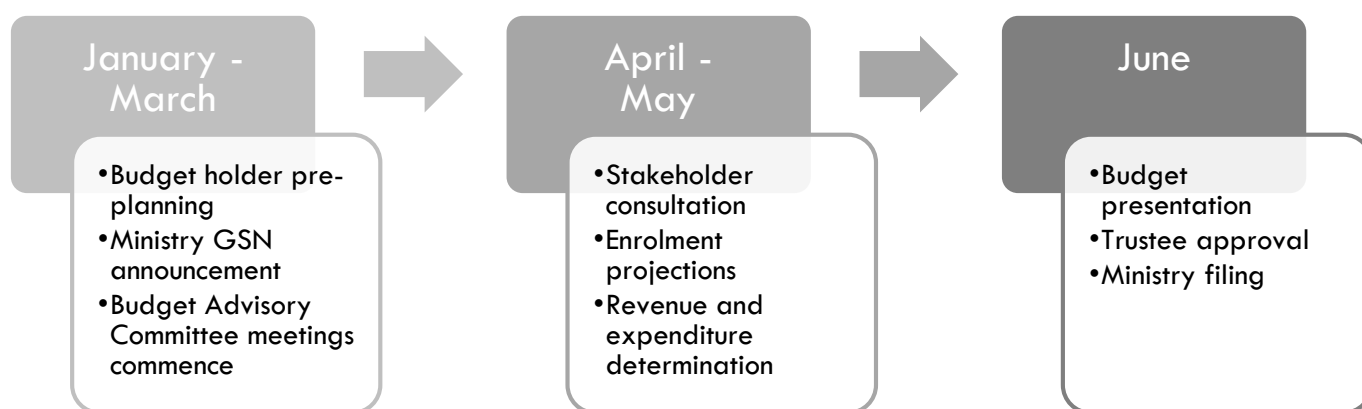 January -
March
•Budget holder pre-
planning
•Ministry GSN
announcement
•Budget Advisory
Committee meetings
commence
April -
May
•Stakeholder
consultation
•Enrolment
projections
•Revenue and
expenditure
determination
June
•Budget
presentation
•Trustee approval
•Ministry filing